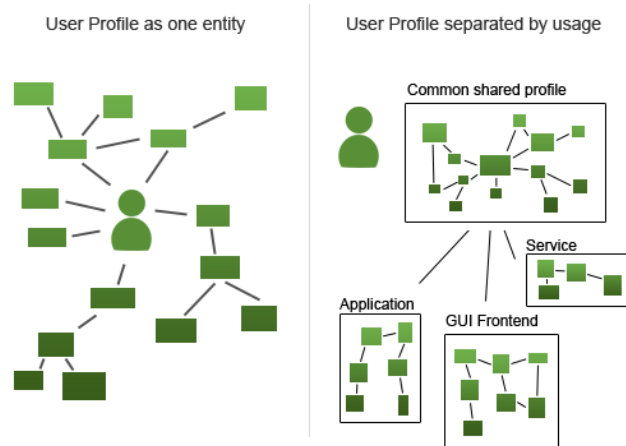 User Profile as one entity
User Profile separated by usage
Common shared profile
Service
Application
GUI Frontend